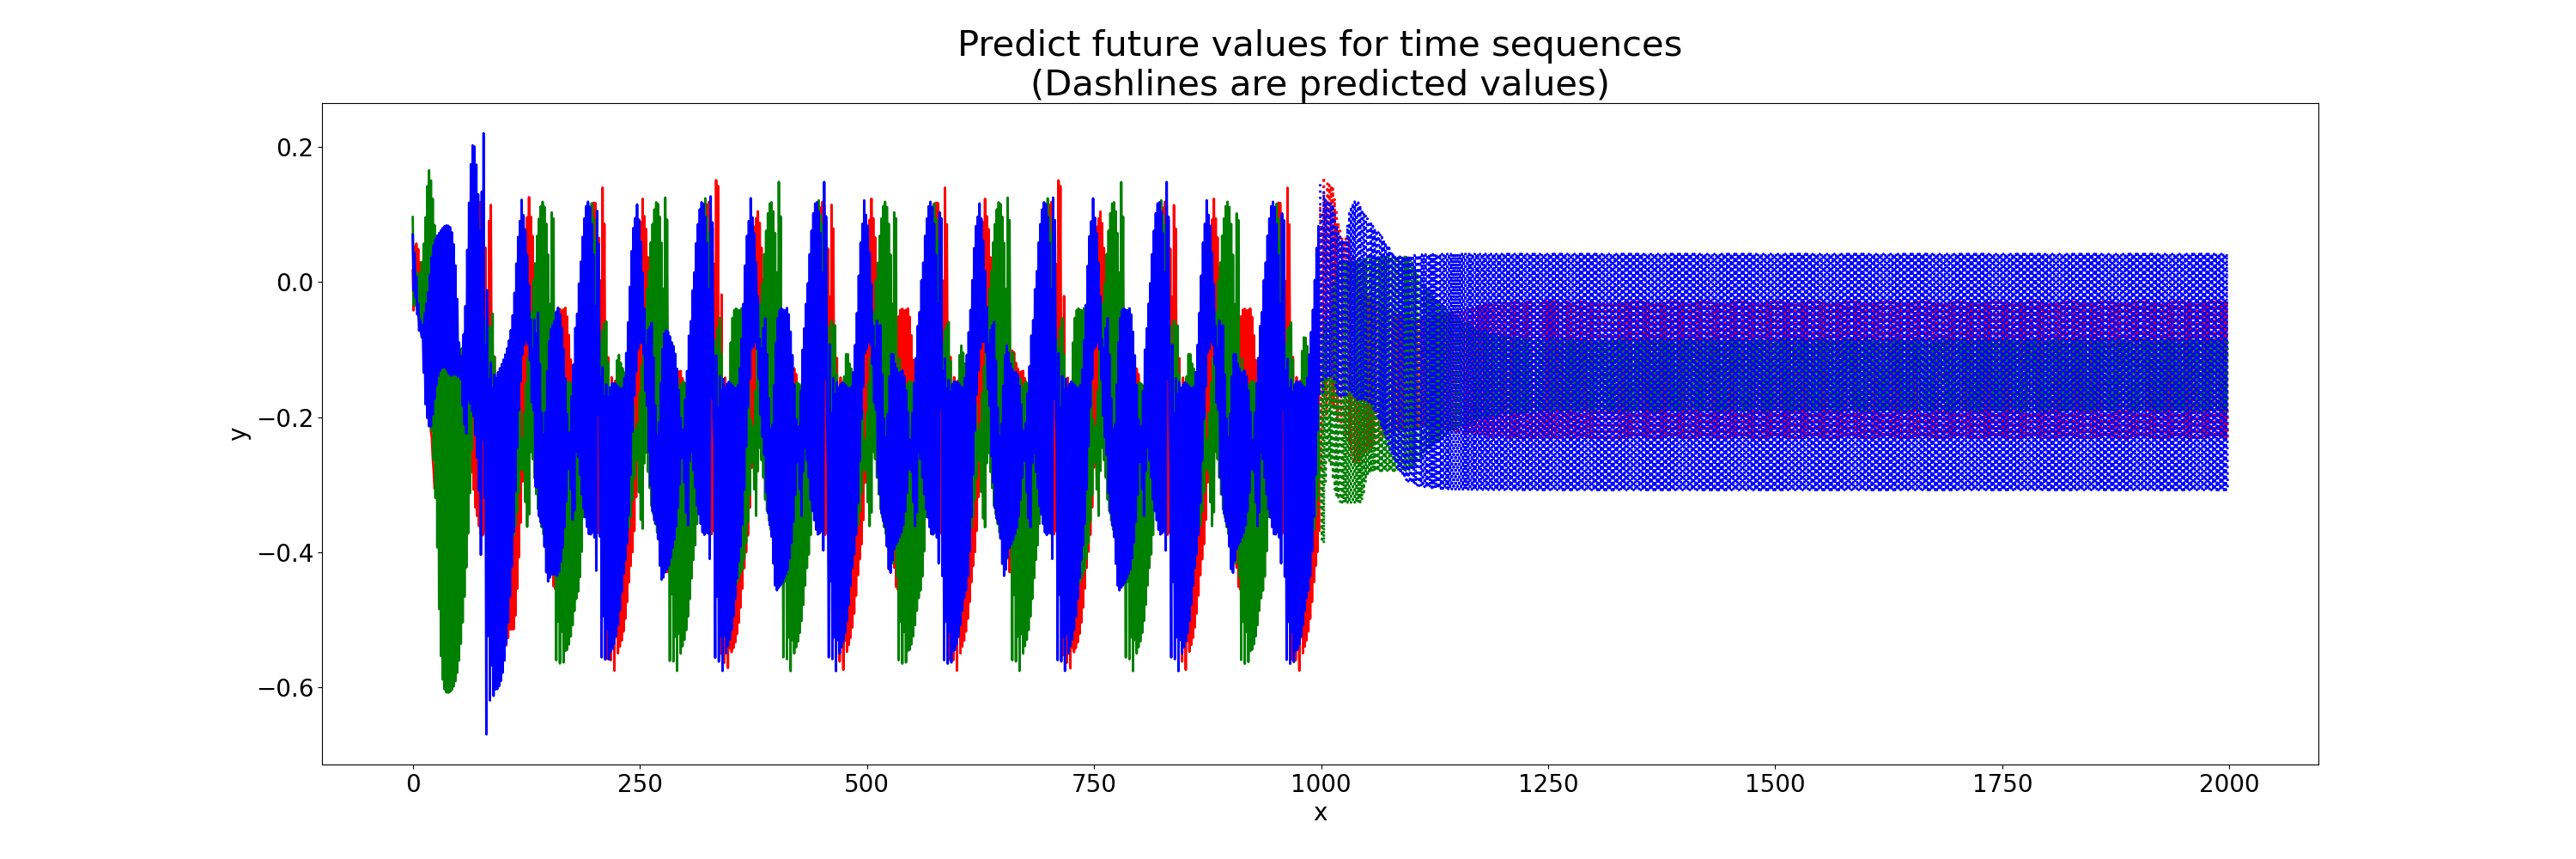 Predict future values for time sequences
(Dashlines are predicted values)
0.2
0.0
−0.2
−0.4
−0.6
y
0 250 500 750 1000 1250 1500 1750 2000
x